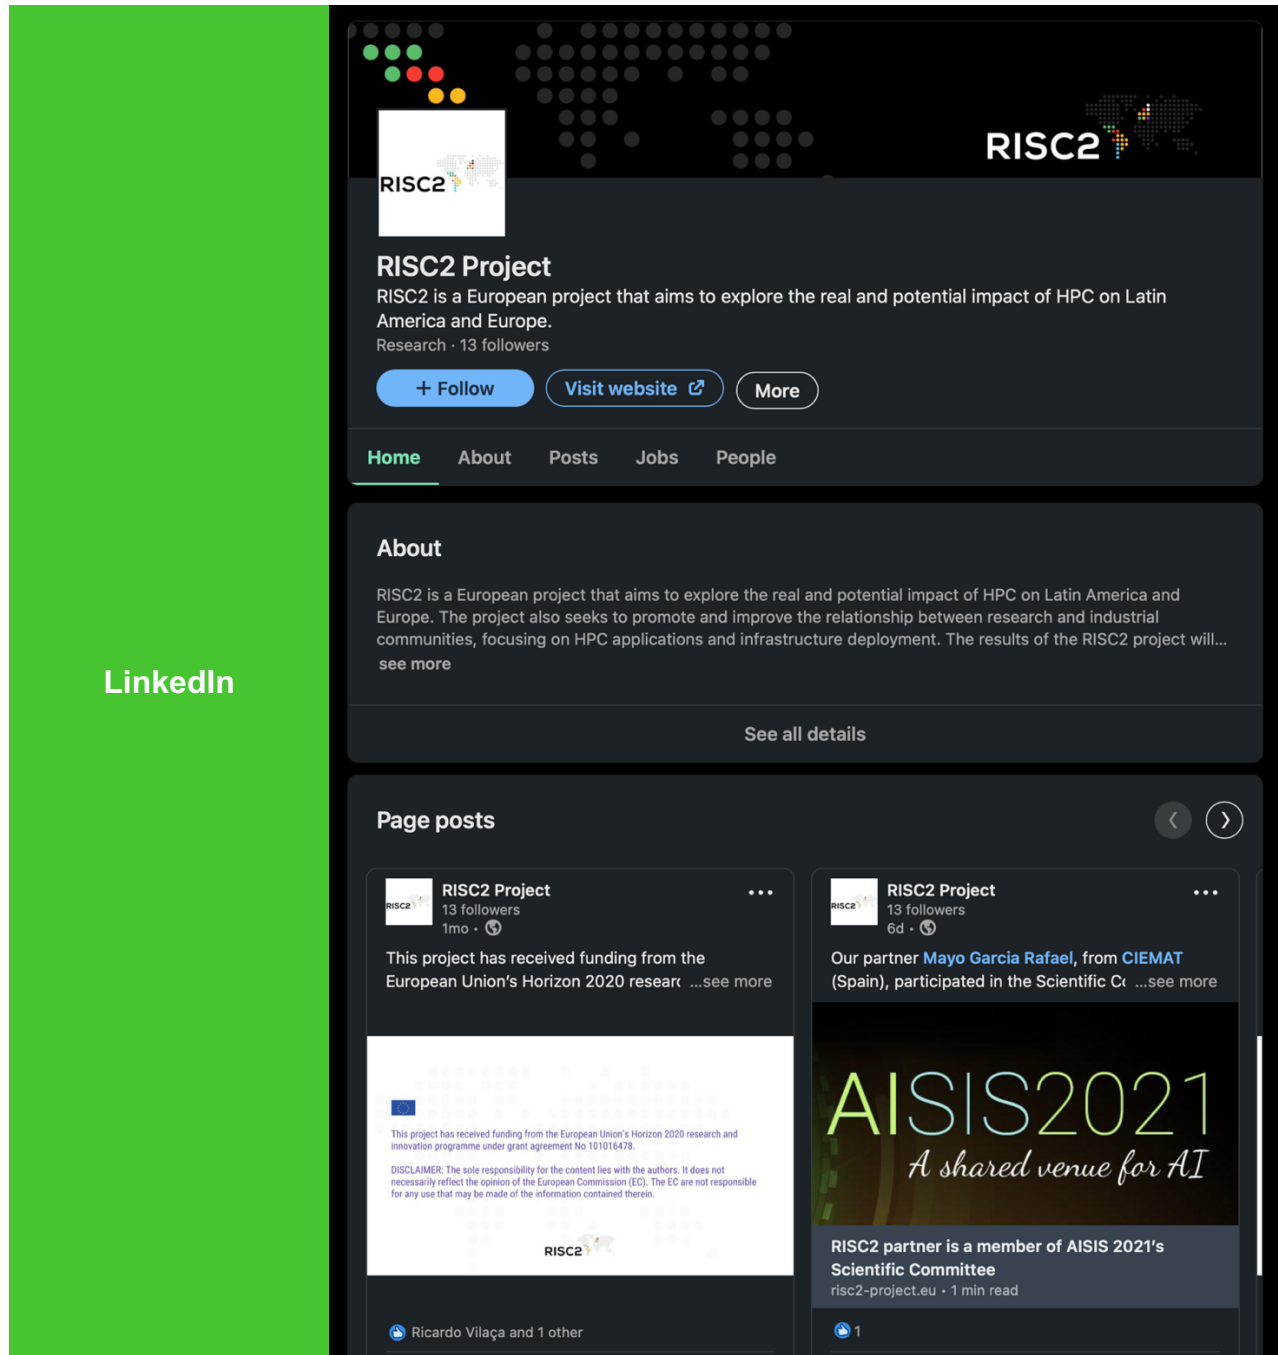 LinkedIn
RISC2
RISC2
RISC2 Project
RISC2 is a European project that aims to explore the real and potential impact of HPC on Latin
America and Europe.
Research · 13 followers
+ Follow
Visit website
More
Home
About
Posts
Jobs
People
About
RISC2 is a European project that aims to explore the real and potential impact of HPC on Latin America and
Europe. The project also seeks to promote and improve the relationship between research and industrial
communities, focusing on HPC applications and infrastructure deployment. The results of the RISC2 project will...
see more
See all details
Page posts
RISC2
RISC2 Project
13 followers
1mo •
This project has received funding from the
European Union's Horizon 2020 researc ...see more
This project has received funding from the European Union's Horizon 2020 research and
innovation programme under grant agreement No 101016478.
DISCLAIMER: The sole responsibility for the content lies with the authors. It does not
necessarily reflect the opinion of the European Commission (EC). The EC are not responsible
for any use that may be made of the information contained therein.
RISC2
Ricardo Vilaça and 1 other
RISC2
RISC2 Project
13 followers
6d •
Our partner Mayo Garcia Rafael, from CIEMAT
(Spain), participated in the Scientific Co ...see more
AISIS2021
A shared venue for AI
RISC2 partner is a member of AISIS 2021's
Scientific Committee
risc2-project.eu • 1 min read
1